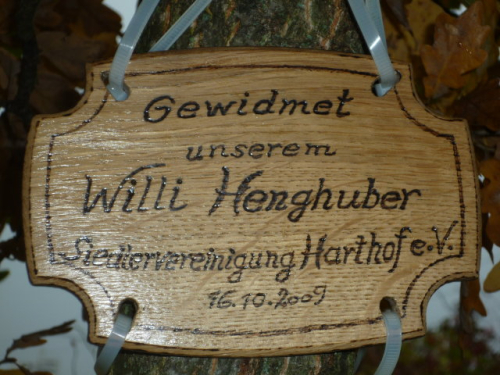 Gewidmet
unserem
Willi Henghuber
Siedlervereinigung Harthof e.V.
16.10.2009